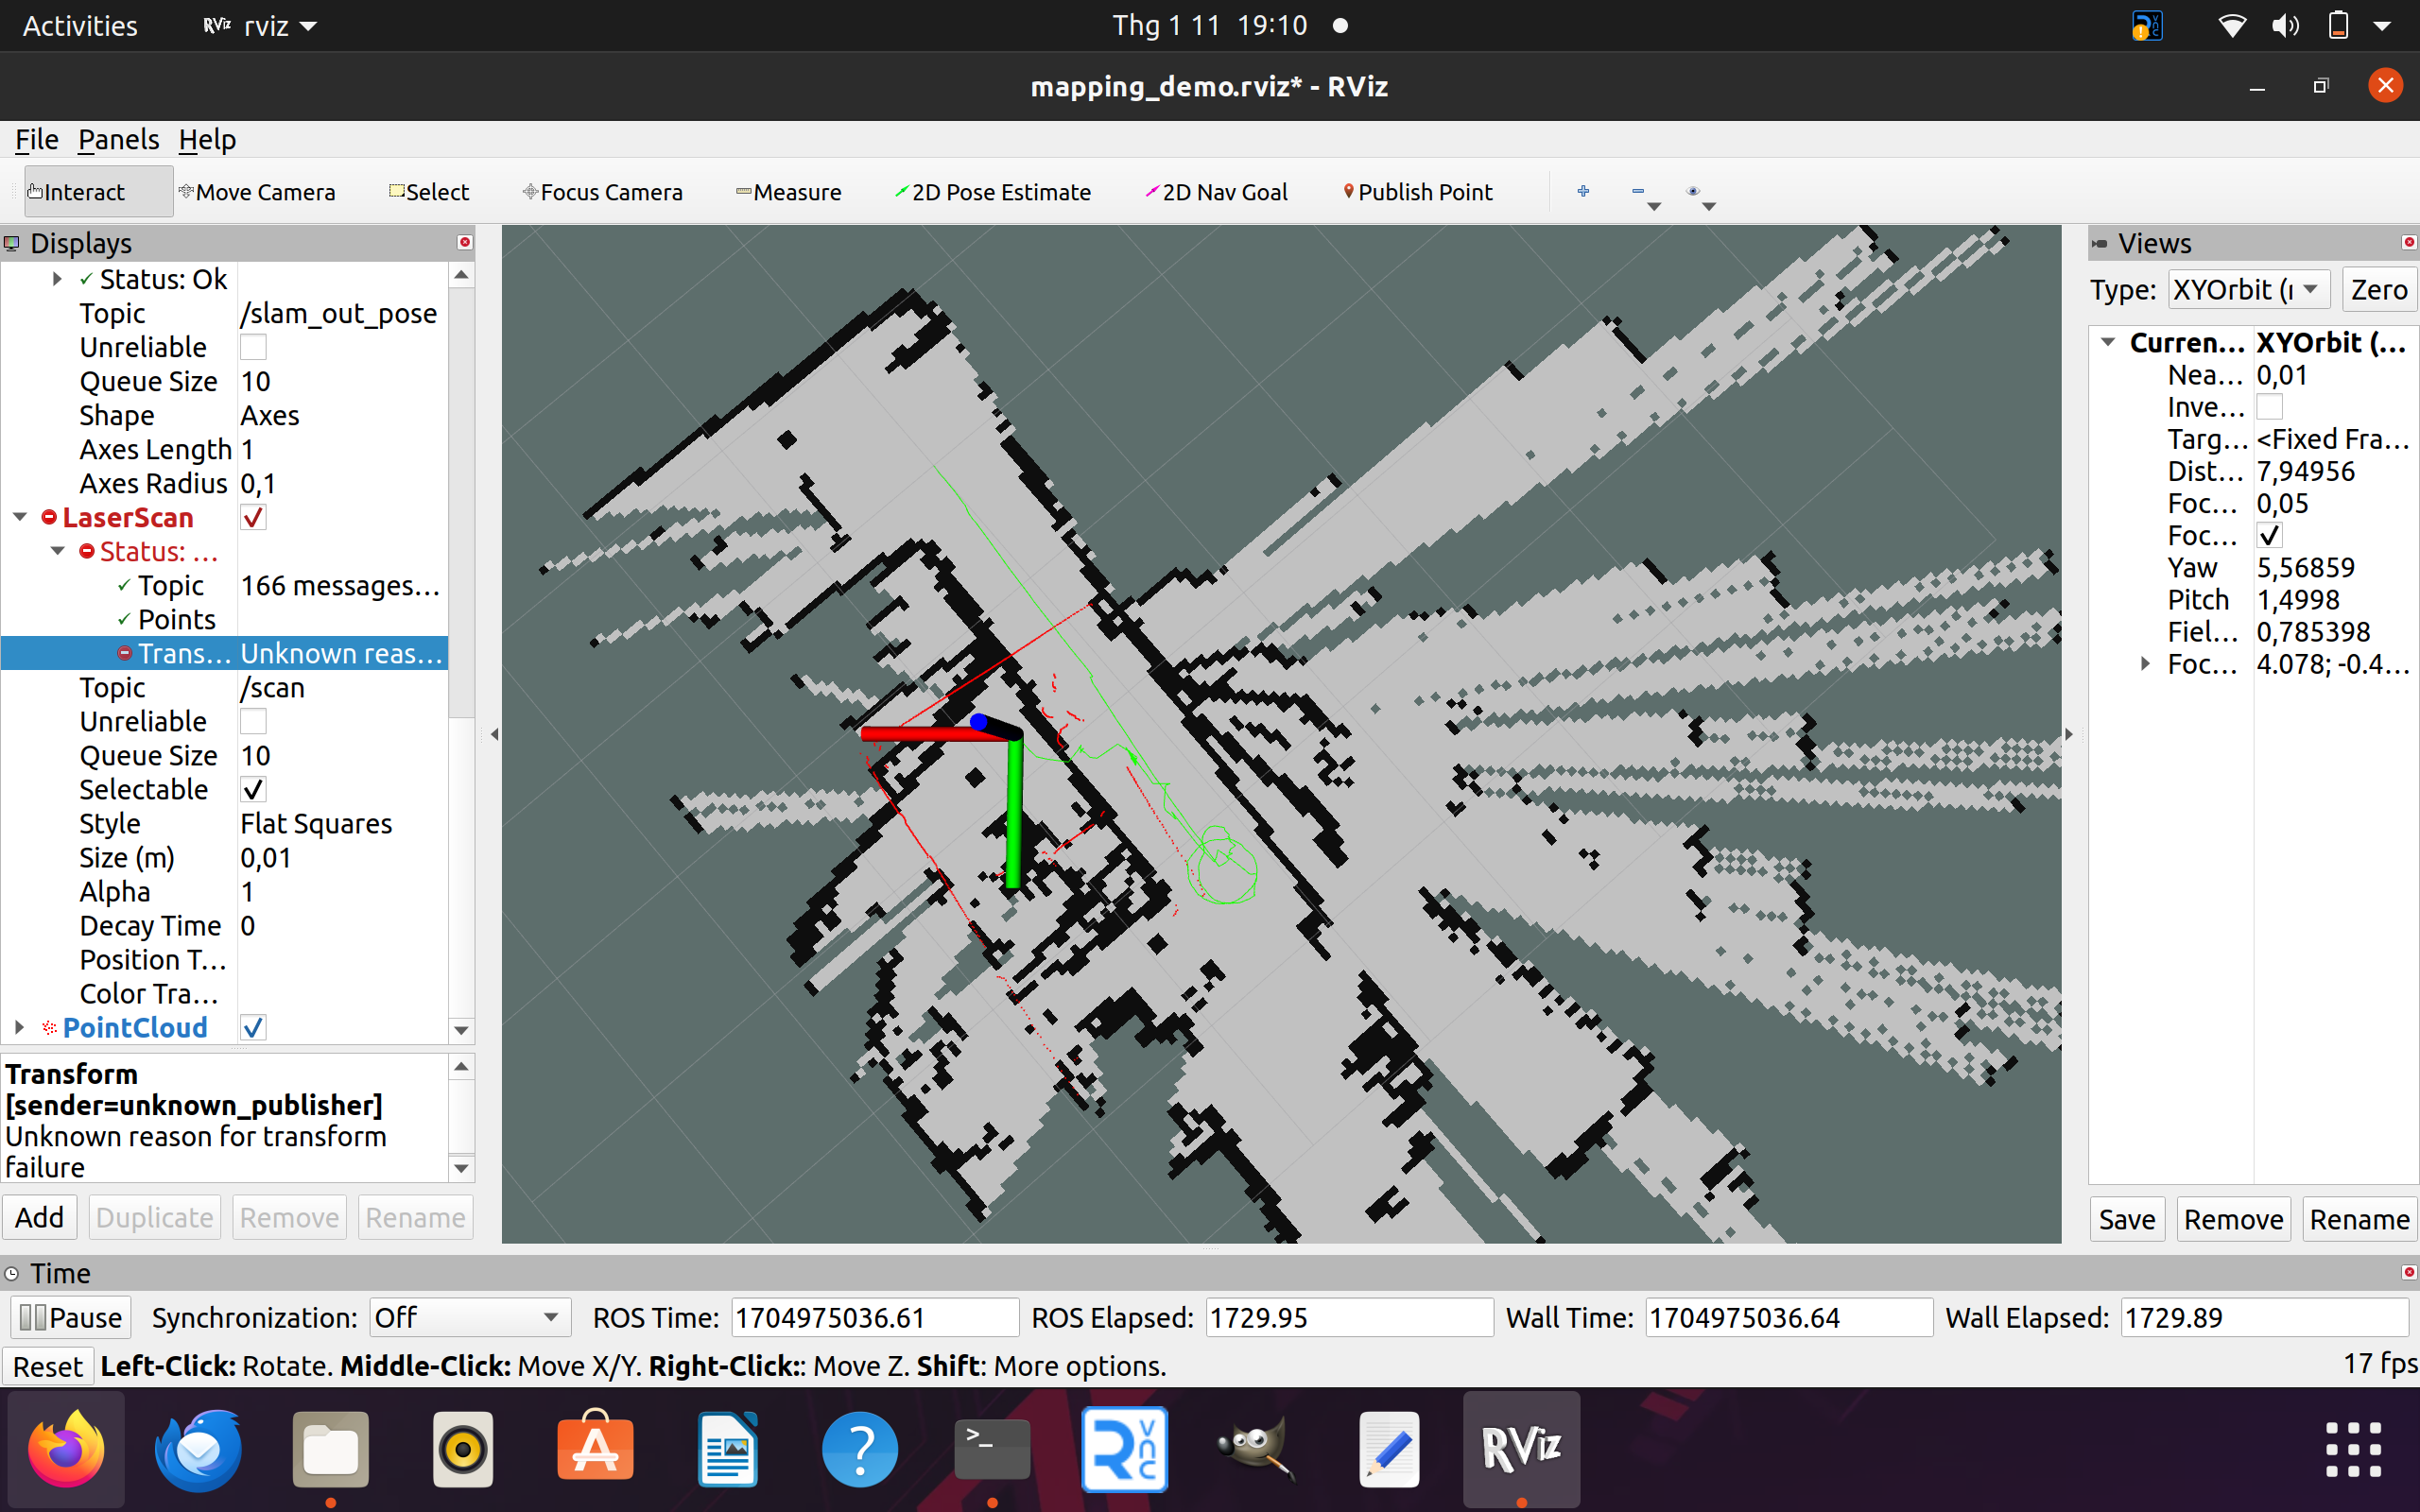 Activities
RViz rviz
Thg 1 11 19:10
mapping_demo.rviz* - RViz
File Panels Help
Interact Move Camera Select Focus Camera Measure 2D Pose Estimate 2D Nav Goal Publish Point
Displays
Status: Ok
Topic /slam_out_pose
Unreliable
Queue Size 10
Shape Axes
Axes Length 1
Axes Radius 0,1
LaserScan
Status: ...
Topic 166 messages...
Points
Trans... Unknown reas...
Topic /scan
Unreliable
Queue Size 10
Selectable
Style Flat Squares
Size (m) 0,01
Alpha 1
Decay Time 0
Position T...
Color Tra...
PointCloud
Transform
[sender=unknown_publisher]
Unknown reason for transform
failure
Add Duplicate Remove Rename
Views
Type: XYOrbit (r Zero
Curren... XYOrbit (...
Nea... 0,01
Inve...
Targ... <Fixed Fra...
Dist... 7,94956
Foc... 0,05
Foc...
Yaw 5,56859
Pitch 1,4998
Fiel... 0,785398
Foc... 4.078; -0.4...
Save Remove Rename
Time
Pause Synchronization: Off ROS Time: 1704975036.61 ROS Elapsed: 1729.95 Wall Time: 1704975036.64 Wall Elapsed: 1729.89
Reset Left-Click: Rotate. Middle-Click: Move X/Y. Right-Click:: Move Z. Shift: More options. 17 fps
>_
?
R VNC
RViz